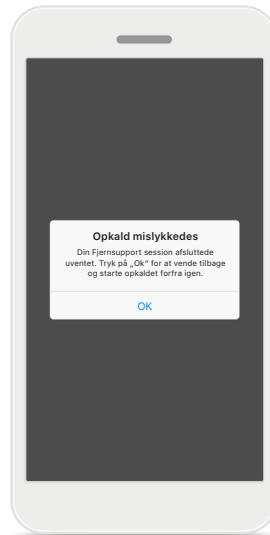 Opkald mislykkedes
Din Fjernsupport session afsluttede
uventet. Tryk på „Ok“ for at vende tilbage
og starte opkaldet forfra igen.
OK